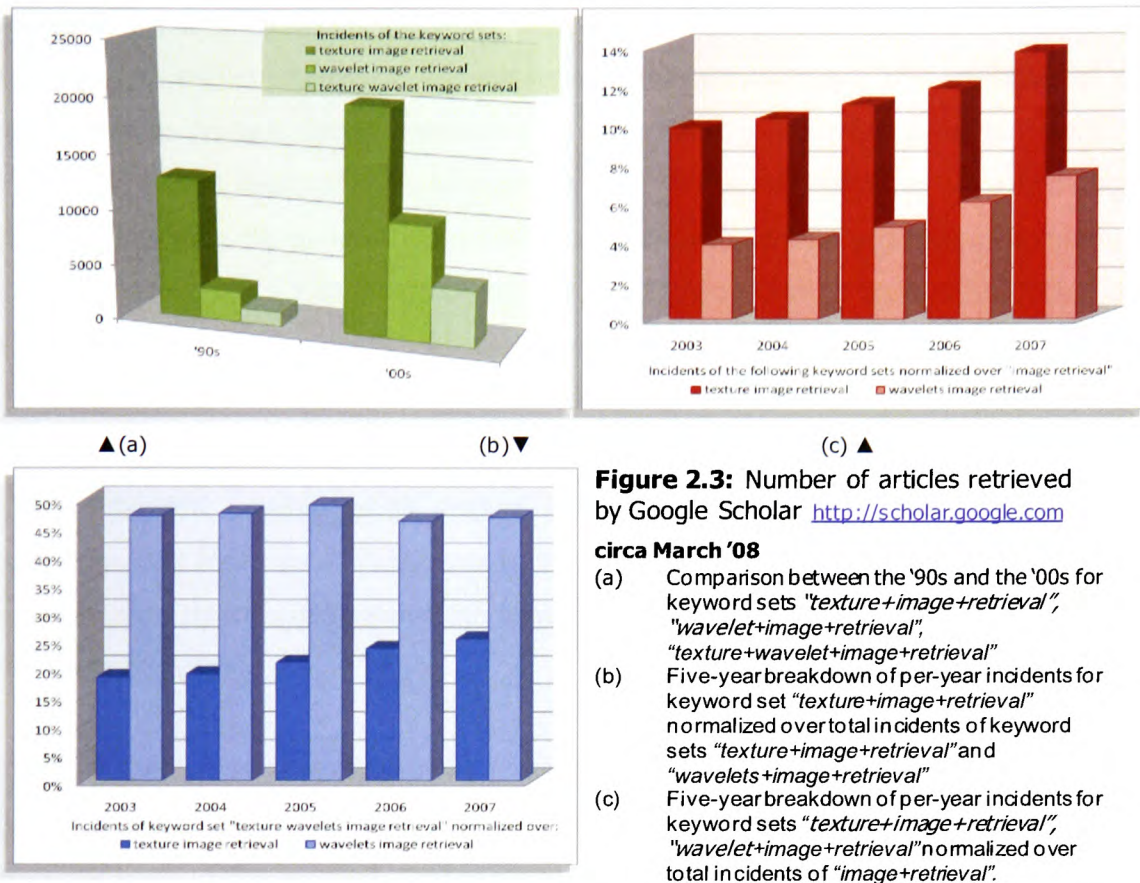 25000
20000
15000
10000
5000
0
Incidents of the keyword sets:
texture image retrieval
wavelet image retrieval
texture wavelet image retrieval
'90s
'00s
14%
12%
10%
8%
6%
4%
2%
0%
2003 2004 2005 2006 2007
Incidents of the following keyword sets normalized over "image retrieval"
texture image retrieval wavelets image retrieval
▲(a) (b)▼ (c) ▲
50%
45%
40%
35%
30%
25%
20%
15%
10%
5%
0%
2003 2004 2005 2006 2007
Incidents of keyword set "texture wavelets image retrieval" normalized over:
texture image retrieval wavelets image retrieval
Figure 2.3: Number of articles retrieved
by Google Scholar http://scholar.google.com
circa March '08
(a) Comparison between the '90s and the '00s for
keyword sets "texture+image+retrieval",
"wavelet+image+retrieval",
"texture+wavelet+image+retrieval"
(b) Five-year breakdown of per-year incidents for
keyword set "texture+image+retrieval"
normalized over total incidents of keyword
sets "texture+image+retrieval" and
"wavelets+image+retrieval"
(c) Five-year breakdown of per-year incidents for
keyword sets "texture+image+retrieval",
"wavelet+image+retrieval" normalized over
total incidents of "image+retrieval".